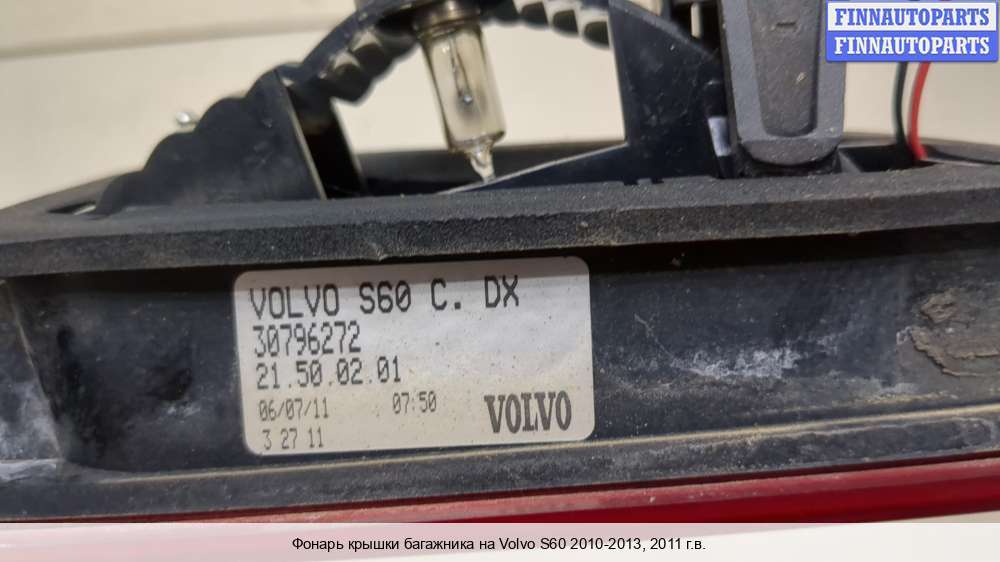 FINNAUTOPARTS
FINNAUTOPARTS
VOLVO S60 C. DX
30796272
21.50.02.01
06/07/11 07:50
3 27 11
VOLVO
Фонарь крышки багажника на Volvo S60 2010-2013, 2011 г.в.